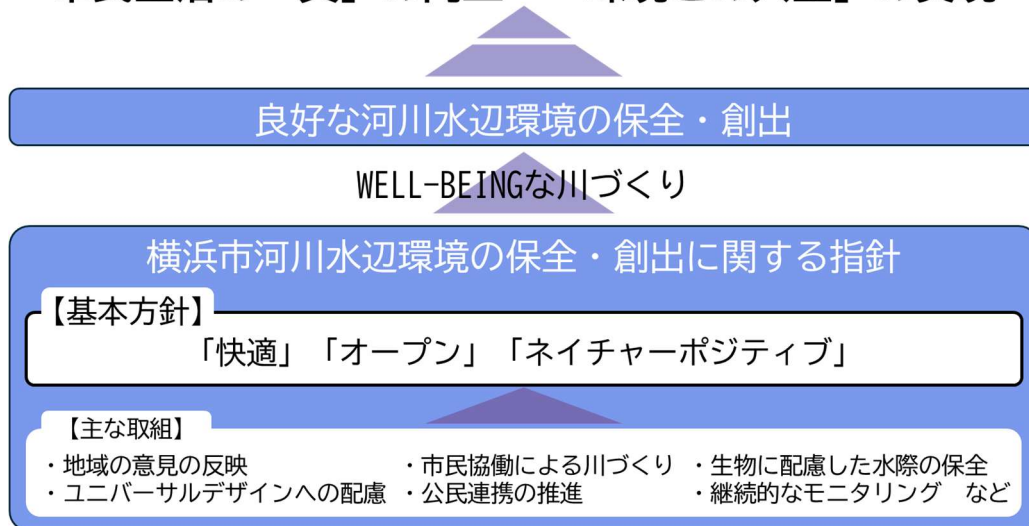 良好な河川水辺環境の保全・創出
WELL-BEINGな川づくり
横浜市河川水辺環境の保全・創出に関する指針
【基本方針】
「快適」「オープン」「ネイチャーポジティブ」
【主な取組】
・地域の意見の反映 ・市民協働による川づくり ・生物に配慮した水際の保全
・ユニバーサルデザインへの配慮 ・公民連携の推進 ・継続的なモニタリング など